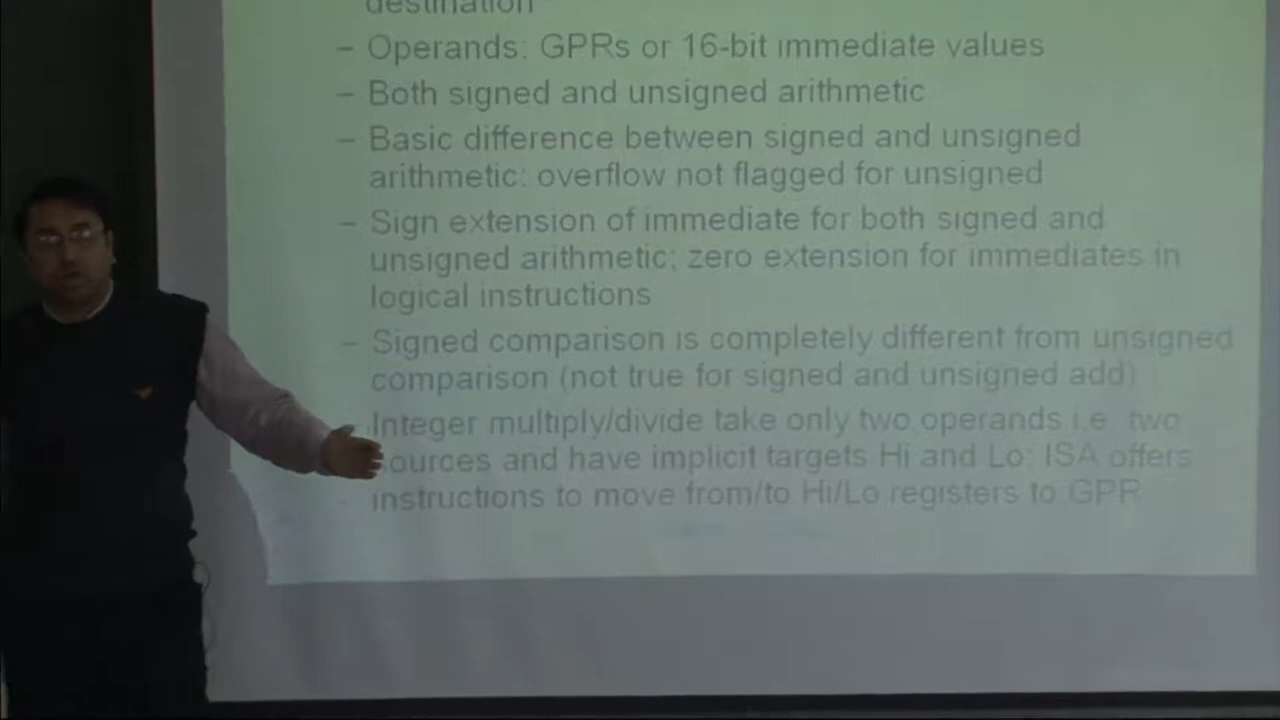 destination
– Operands: GPRs or 16-bit immediate values
– Both signed and unsigned arithmetic
– Basic difference between signed and unsigned
arithmetic: overflow not flagged for unsigned
– Sign extension of immediate for both signed and
unsigned arithmetic; zero extension for immediates in
logical instructions
– Signed comparison is completely different from unsigned
comparison (not true for signed and unsigned add)
– Integer multiply/divide take only two operands i.e. two
ources and have implicit targets Hi and Lo; ISA offers
instructions to move from/to Hi/Lo registers to GPR